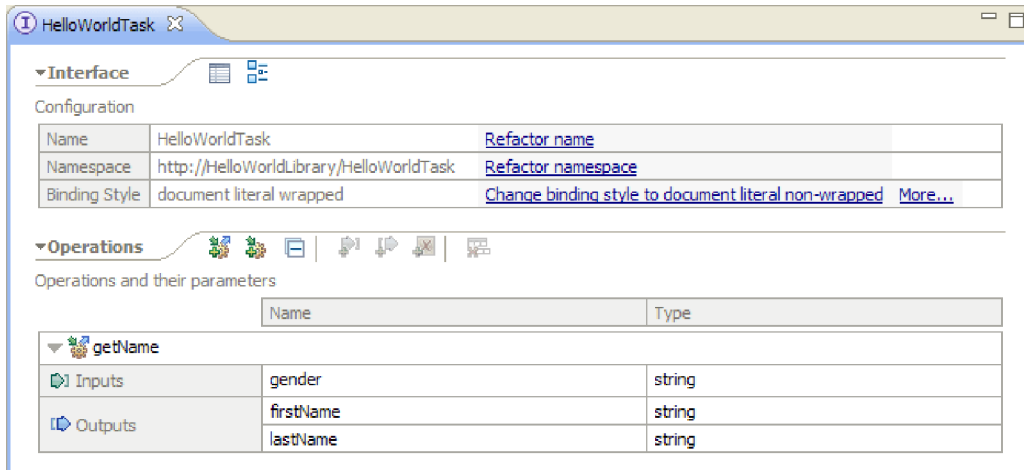 HelloWorldTask
Interface
Configuration
Name HelloWorldTask Refactor name
Namespace http://HelloWorldLibrary/HelloWorldTask Refactor namespace
Binding Style document literal wrapped Change binding style to document literal non-wrapped More...
Operations
Operations and their parameters
Name Type
getName
Inputs gender string
Outputs firstName string
lastName string